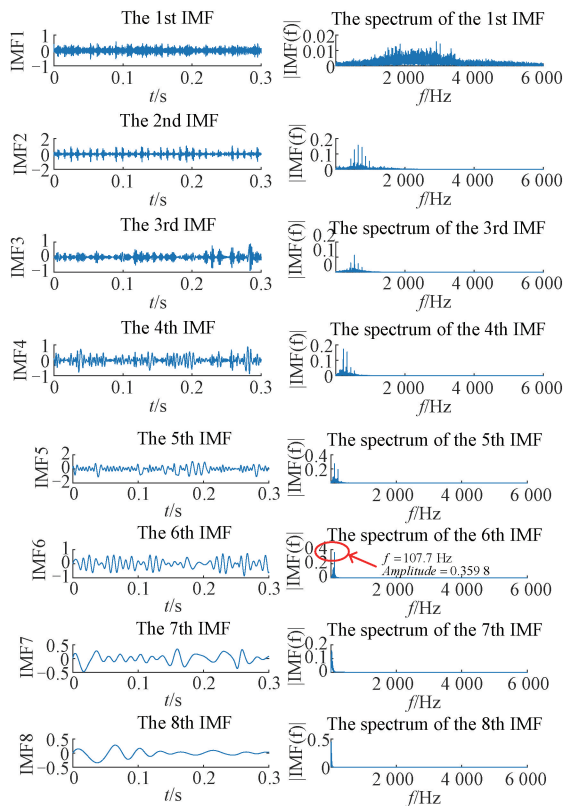 The 1st IMF
The spectrum of the 1st IMF
IMF1
1
0
−1
0
0.1
0.2
0.3
t/s
|IMF(f)|
0.02
0.01
0
2 000
4 000
6 000
f/Hz
The 2nd IMF
The spectrum of the 2nd IMF
IMF2
2
0
−2
0
0.1
0.2
0.3
t/s
|IMF(f)|
0.2
0.1
0
2 000
4 000
6 000
f/Hz
The 3rd IMF
The spectrum of the 3rd IMF
IMF3
1
0
−1
0
0.1
0.2
0.3
t/s
|IMF(f)|
0.2
0.1
0
2 000
4 000
6 000
f/Hz
The 4th IMF
The spectrum of the 4th IMF
IMF4
1
0
−1
0
0.1
0.2
0.3
t/s
|IMF(f)|
0.2
0.1
0
2 000
4 000
6 000
f/Hz
The 5th IMF
The spectrum of the 5th IMF
IMF5
2
0
−2
0
0.1
0.2
0.3
t/s
|IMF(f)|
0.4
0.2
0
2 000
4 000
6 000
f/Hz
The 6th IMF
The spectrum of the 6th IMF
IMF6
1
0
−1
0
0.1
0.2
0.3
t/s
|IMF(f)|
0.4
0.2
0
f =107.7 Hz
Amplitude = 0.359 8
2 000
4 000
6 000
f/Hz
The 7th IMF
The spectrum of the 7th IMF
IMF7
0.5
0
−0.5
0
0.1
0.2
0.3
t/s
|IMF(f)|
0.2
0.1
0
2 000
4 000
6 000
f/Hz
The 8th IMF
The spectrum of the 8th IMF
IMF8
0.5
0
−0.5
0
0.1
0.2
0.3
t/s
|IMF(f)|
0.5
0
2 000
4 000
6 000
f/Hz